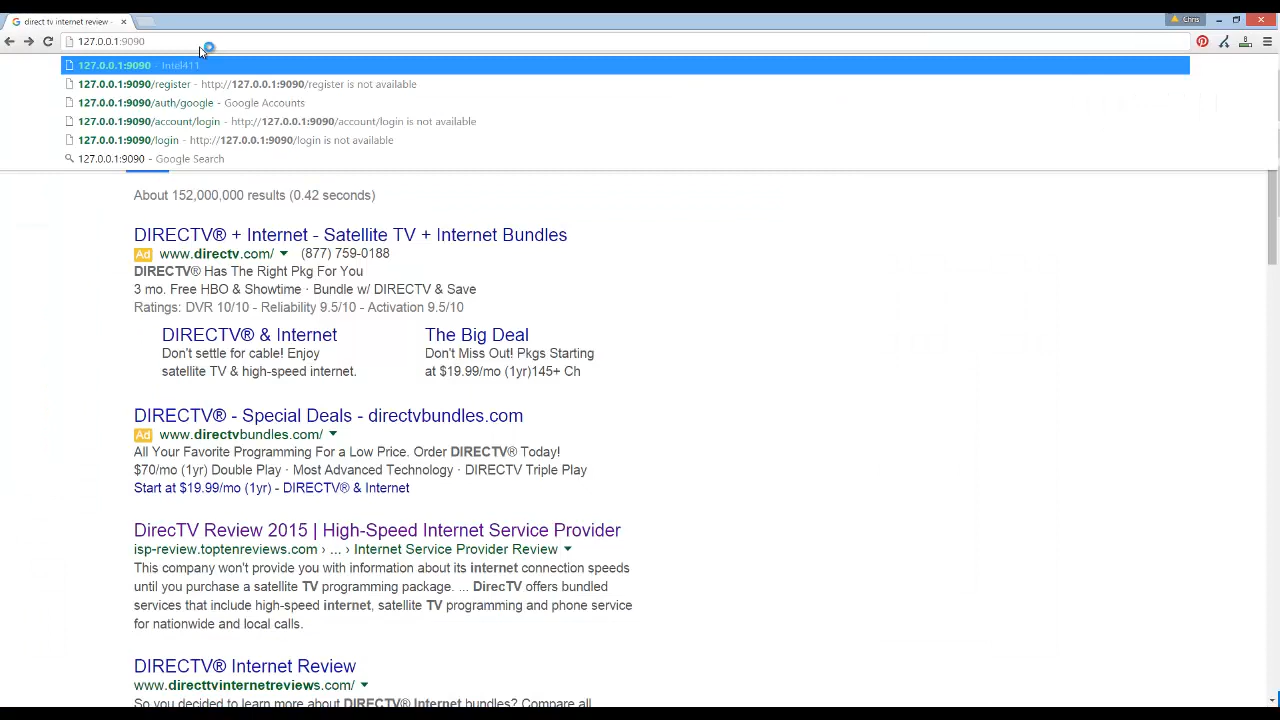 direct tv internet review -
Chris
127.0.0.1:9090
127.0.0.1:9090 - Intel411
127.0.0.1:9090/register - http://127.0.0.1:9090/register is not available
127.0.0.1:9090/auth/google - Google Accounts
127.0.0.1:9090/account/login - http://127.0.0.1:9090/account/login is not available
127.0.0.1:9090/login - http://127.0.0.1:9090/login is not available
127.0.0.1:9090 - Google Search
About 152,000,000 results (0.42 seconds)
DIRECTV® + Internet - Satellite TV + Internet Bundles
Ad www.directv.com/ (877) 759-0188
DIRECTV® Has The Right Pkg For You
3 mo. Free HBO & Showtime · Bundle w/ DIRECTV & Save
Ratings: DVR 10/10 - Reliability 9.5/10 - Activation 9.5/10
DIRECTV® & Internet
Don't settle for cable! Enjoy
satellite TV & high-speed internet.
The Big Deal
Don't Miss Out! Pkgs Starting
at $19.99/mo (1yr)145+ Ch
DIRECTV® - Special Deals - directvbundles.com
Ad www.directvbundles.com/
All Your Favorite Programming For a Low Price. Order DIRECTV® Today!
$70/mo (1yr) Double Play · Most Advanced Technology · DIRECTV Triple Play
Start at $19.99/mo (1yr) - DIRECTV® & Internet
DirecTV Review 2015 | High-Speed Internet Service Provider
isp-review.toptenreviews.com › ... › Internet Service Provider Review
This company won't provide you with information about its internet connection speeds
until you purchase a satellite TV programming package. ... DirecTV offers bundled
services that include high-speed internet, satellite TV programming and phone service
for nationwide and local calls.
DIRECTV® Internet Review
www.directtvinternetreviews.com/
So you decided to learn more about DIRECTV® Internet bundles? Compare all